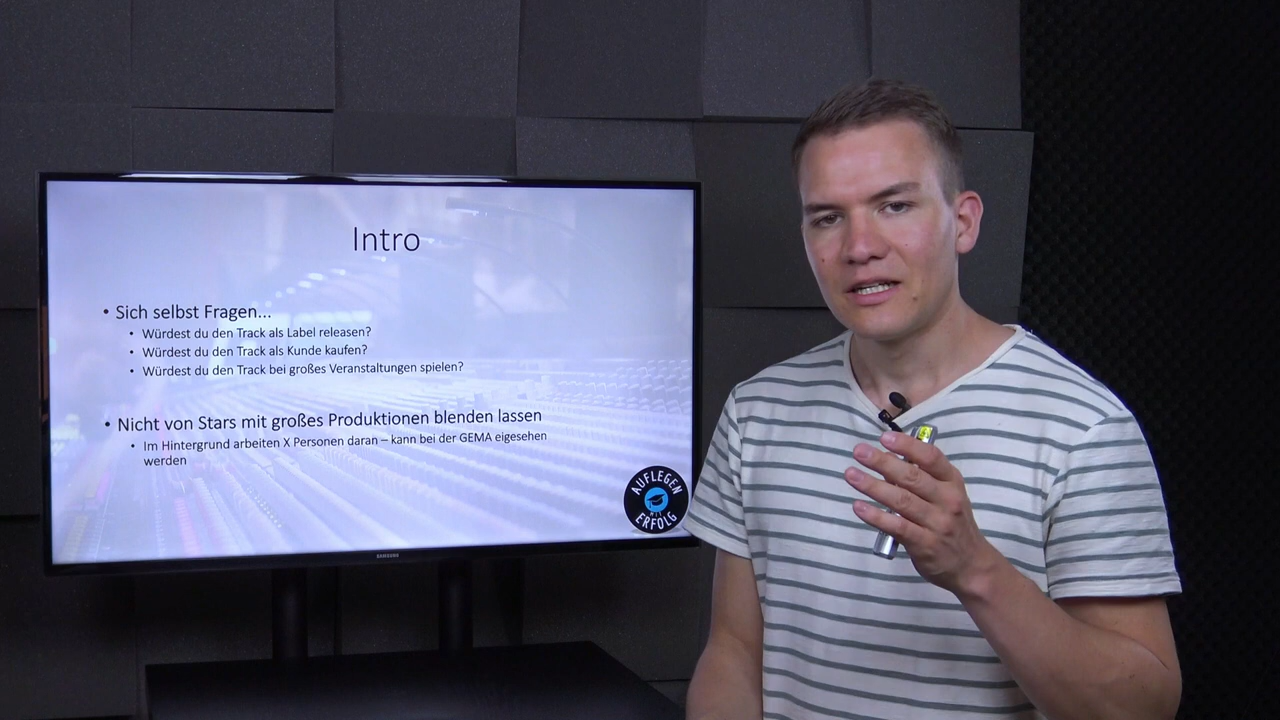 Intro
• Sich selbst Fragen...
• Würdest du den Track als Label releasen?
• Würdest du den Track als Kunde kaufen?
• Würdest du den Track bei großes Veranstaltungen spielen?
• Nicht von Stars mit großes Produktionen blenden lassen
• Im Hintergrund arbeiten X Personen daran – kann bei der GEMA eigesehen
werden
AUFLEGEN
MIT
ERFOLG
SAMSUNG